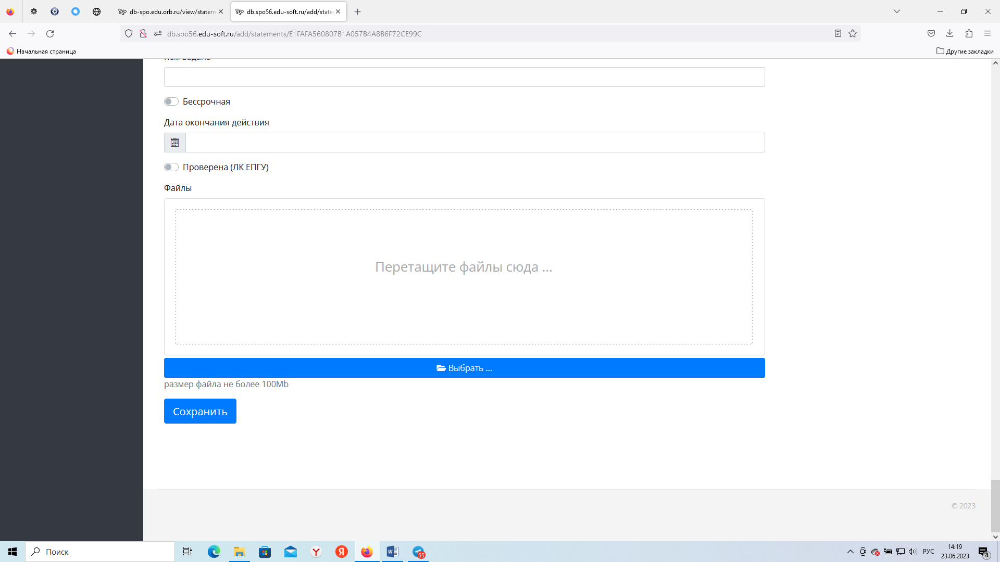 db-spo.edu.orb.ru/view/statem
db.spo56.edu-soft.ru/add/state
db.spo56.edu-soft.ru/add/statements/E1FAFA560807B1A057B4A8B6F72CE99C
Начальная страница
Другие закладки
Бессрочная
Дата окончания действия
Проверена (ЛК ЕПГУ)
Файлы
Перетащите файлы сюда ...
Выбрать ...
размер файла не более 100Mb
Сохранить
© 2023
Поиск
65
РУС
14:19
23.06.2023
4